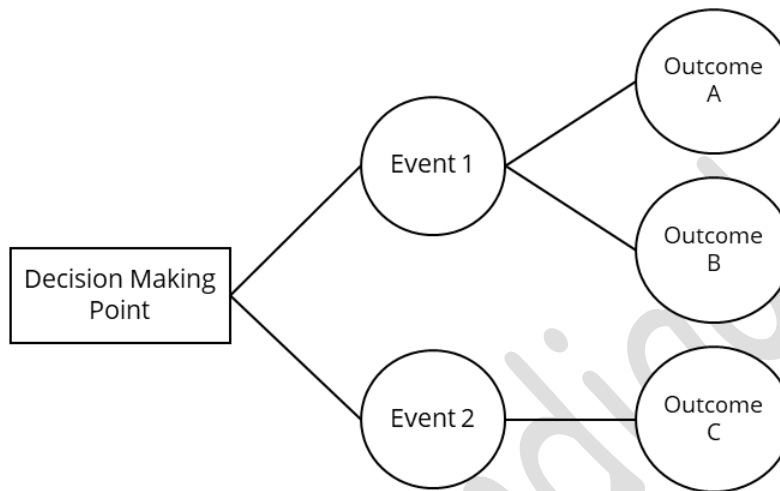 Outcome
A
Event 1
Outcome
B
Decision Making
Point
Event 2
Outcome
C